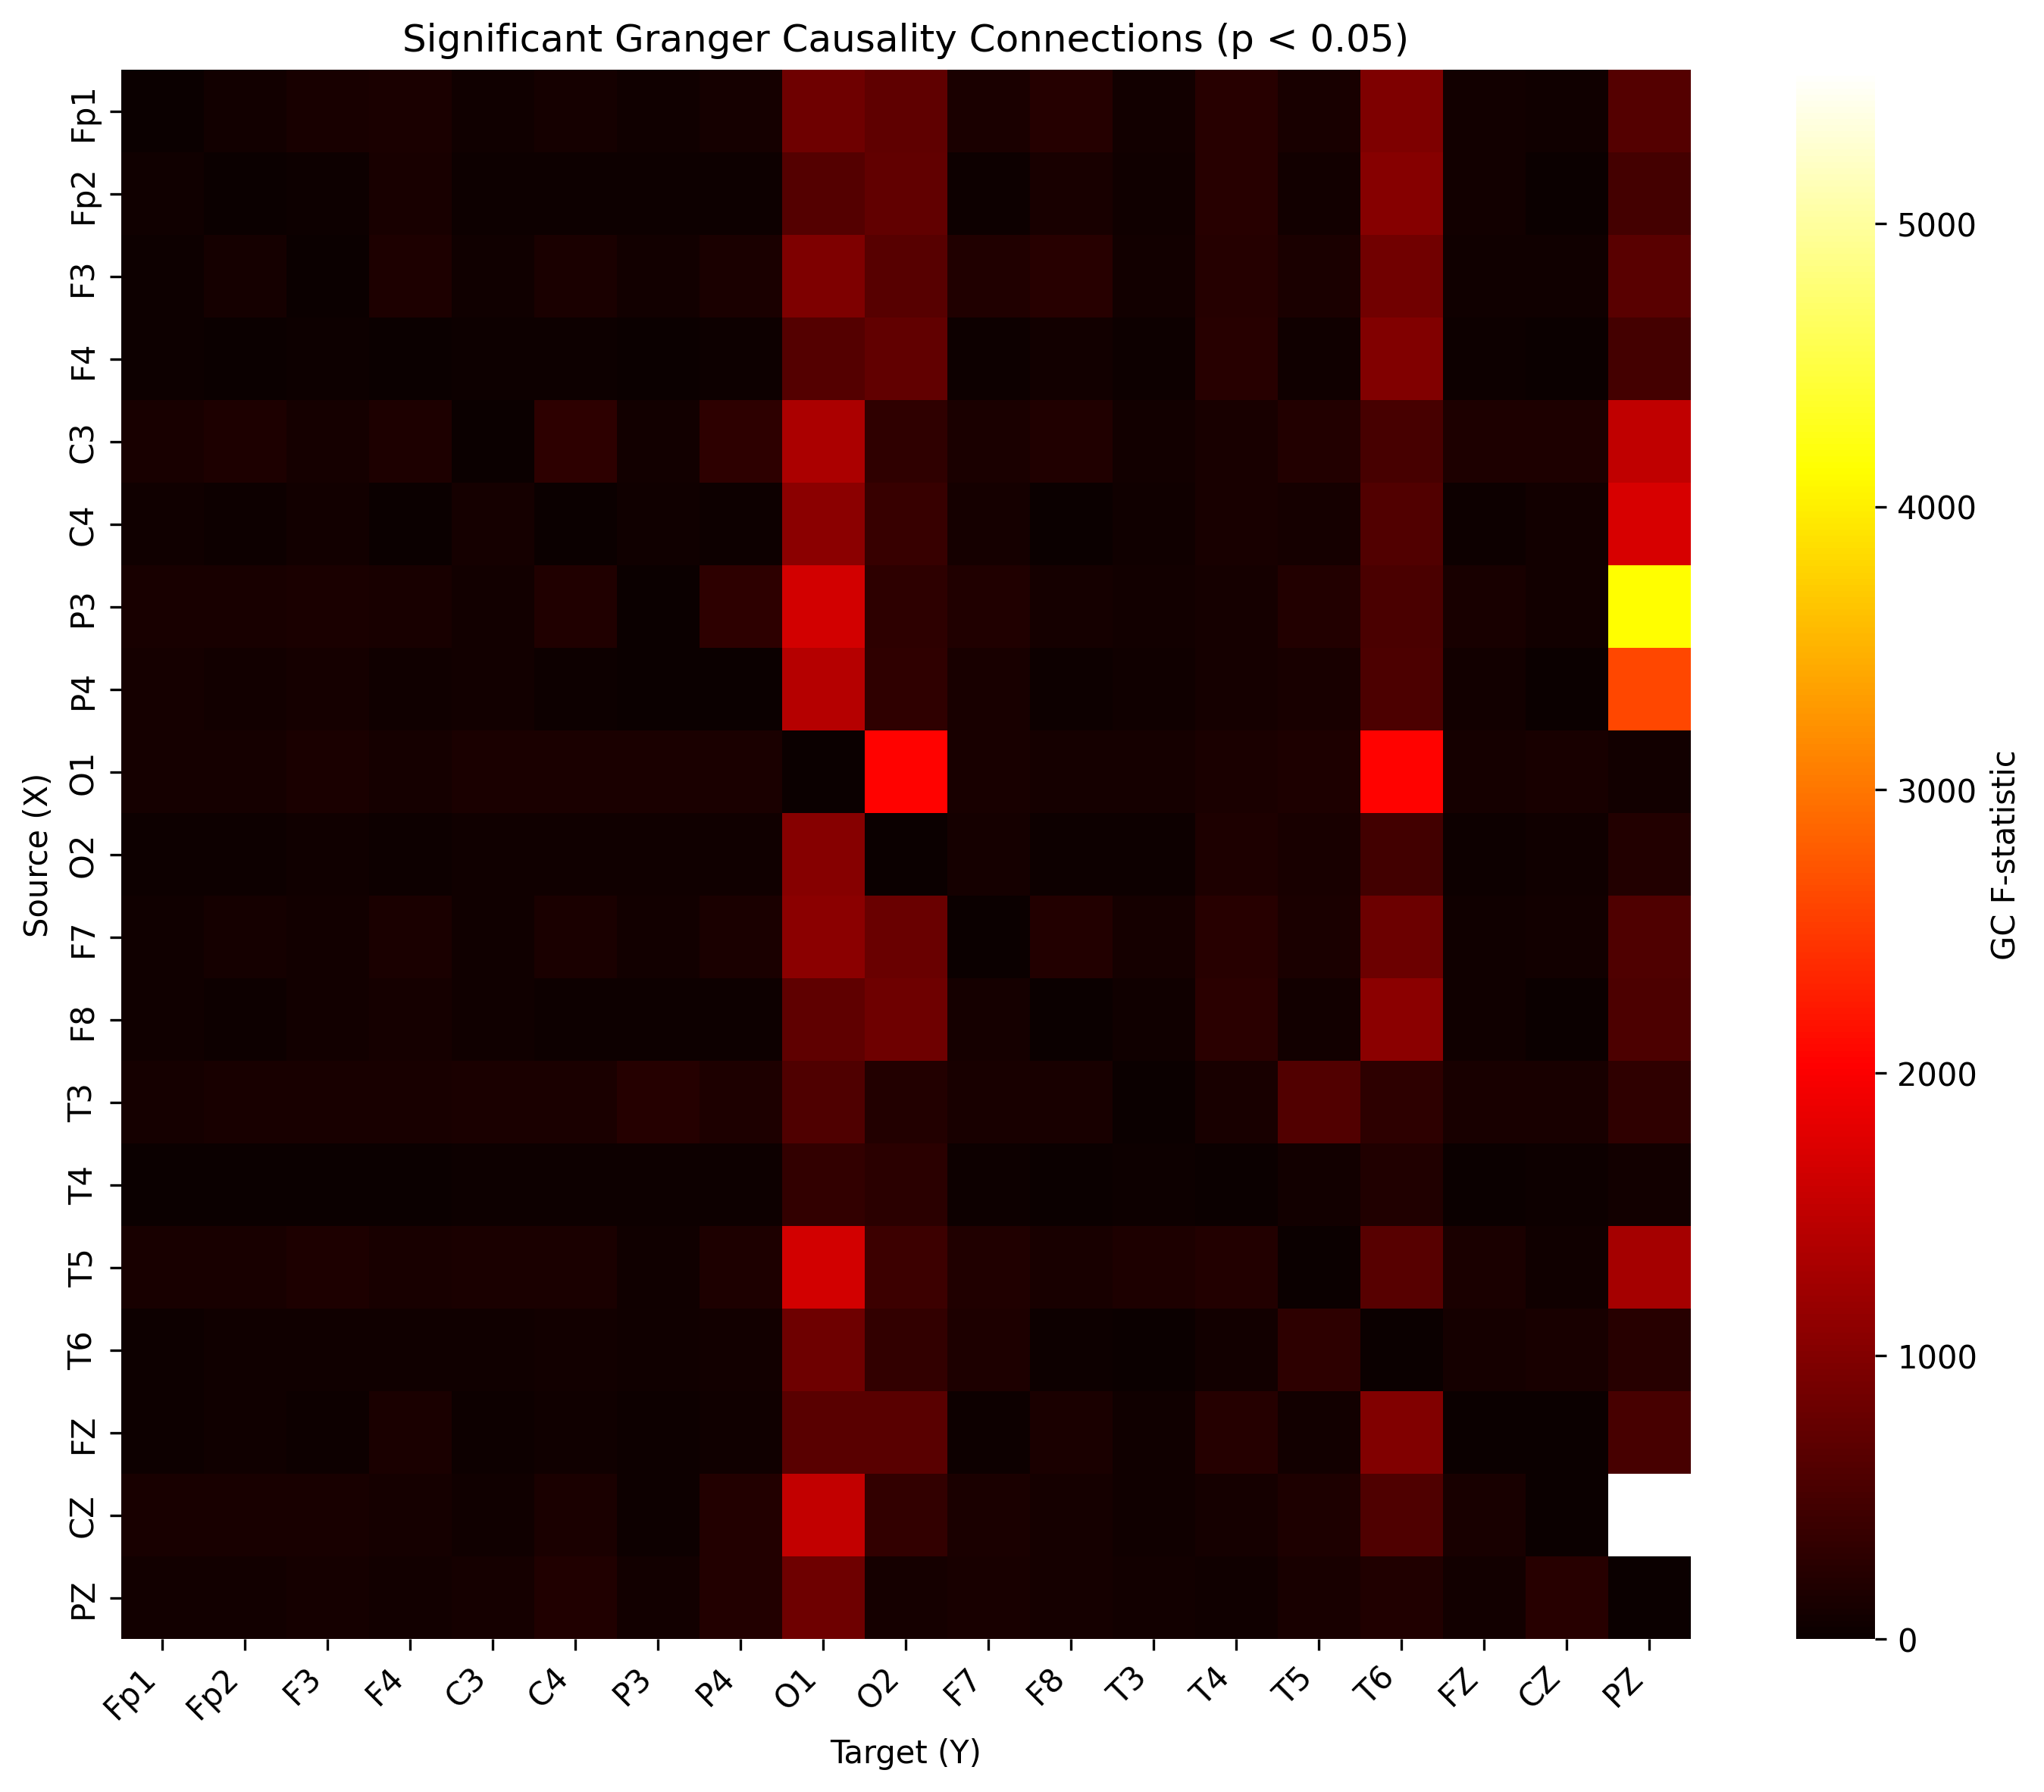 Significant Granger Causality Connections (p < 0.05)
Source (X)
Fp1
Fp2
F3
F4
C3
C4
P3
P4
O1
O2
F7
F8
T3
T4
T5
T6
FZ
CZ
PZ
Fp1
Fp2
F3
F4
C3
C4
P3
P4
O1
O2
F7
F8
T3
T4
T5
T6
FZ
CZ
PZ
Target (Y)
5000
4000
3000
2000
1000
0
GC F-statistic